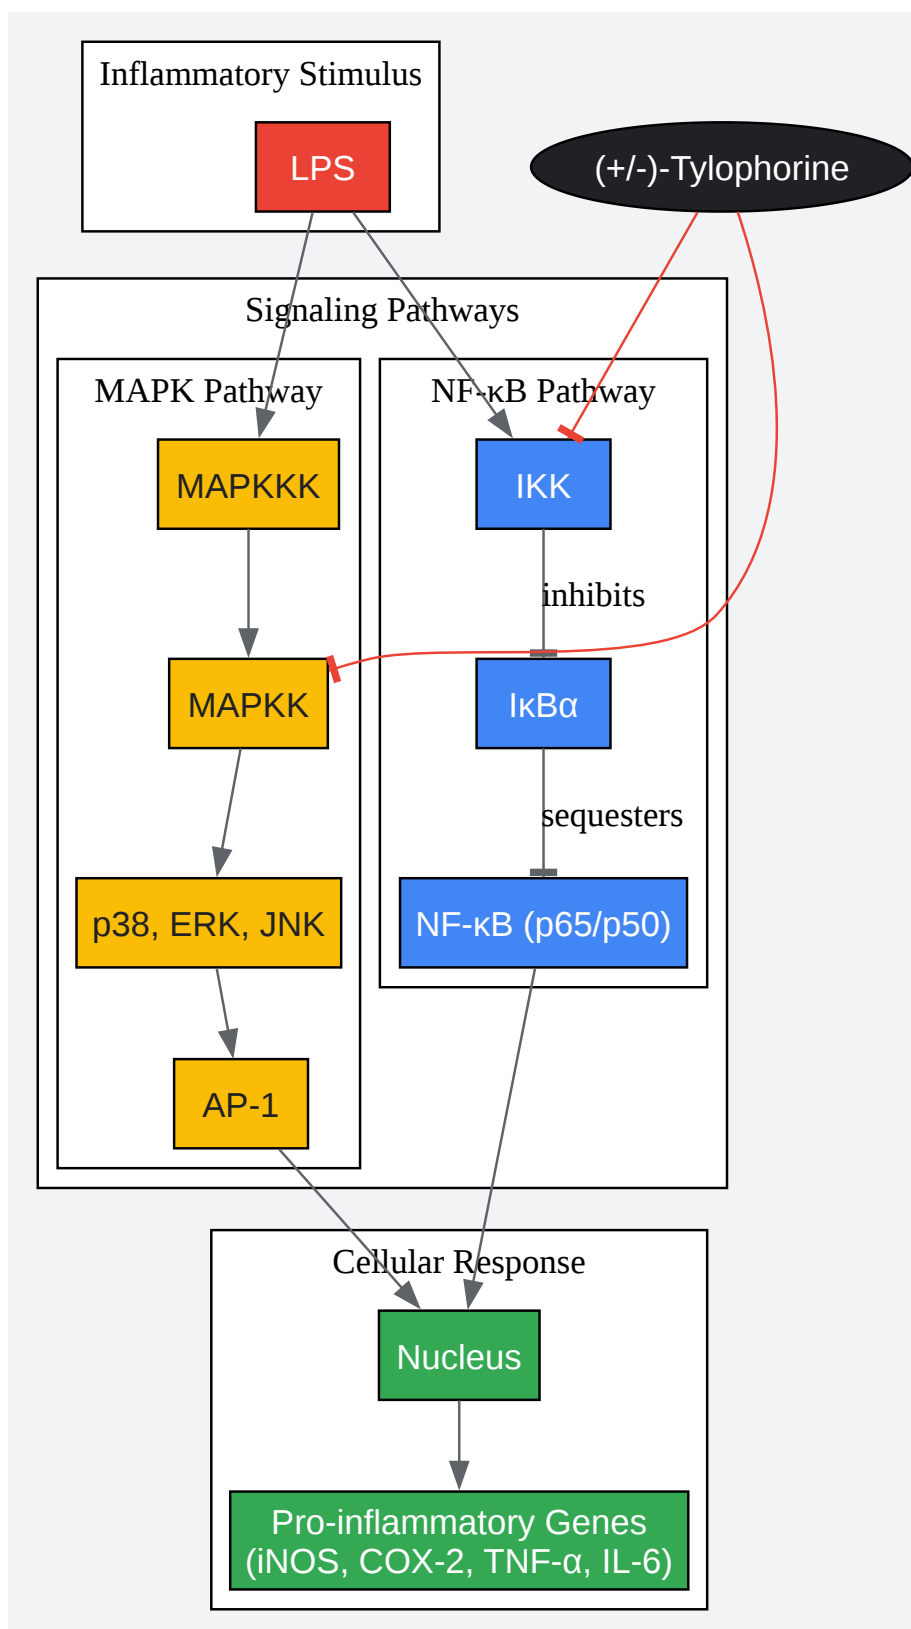 Inflammatory Stimulus
LPS
(+/-)-Tylophorine
Signaling Pathways
MAPK Pathway
NF-κB Pathway
MAPKKK
IKK
inhibits
MAPKK
IκBα
sequesters
p38, ERK, JNK
NF-κB (p65/p50)
AP-1
Cellular Response
Nucleus
Pro-inflammatory Genes
(iNOS, COX-2, TNF-α, IL-6)